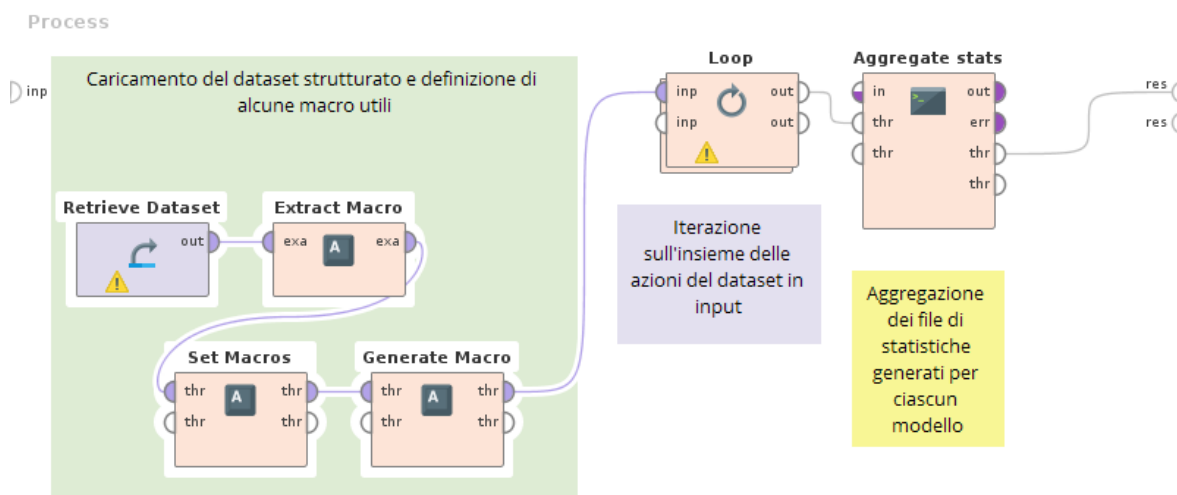 Process
inp
Caricamento del dataset strutturato e definizione di
alcune macro utili
Retrieve Dataset
out
Extract Macro
exa
A
exa
Set Macros
thr
A
thr
thr
thr
Generate Macro
thr
A
thr
thr
thr
Loop
inp
out
inp
out
Iterazione
sull'insieme delle
azioni del dataset in
input
Aggregate stats
in
out
thr
err
thr
thr
thr
Aggregazione
dei file di
statistiche
generati per
ciascun
modello
res
res